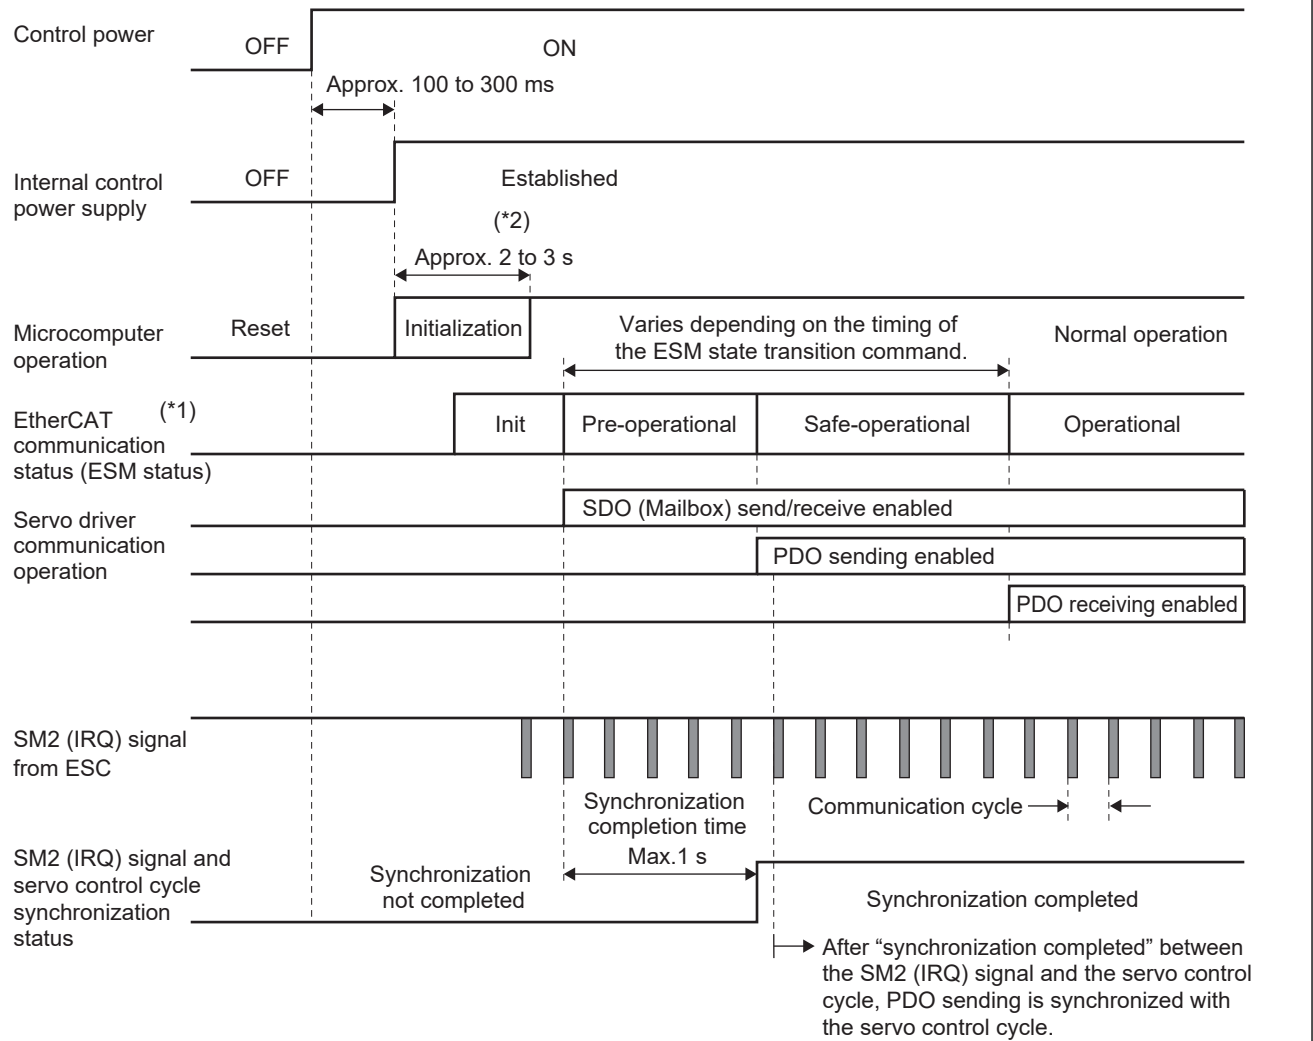 Control power
OFF
ON
Approx. 100 to 300 ms
Internal control
power supply
OFF
Established
(*2)
Approx. 2 to 3 s
Microcomputer
operation
Reset
Initialization
Varies depending on the timing of
the ESM state transition command.
Normal operation
EtherCAT (*1)
communication
status (ESM status)
Init
Pre-operational
Safe-operational
Operational
Servo driver
communication
operation
SDO (Mailbox) send/receive enabled
PDO sending enabled
PDO receiving enabled
SM2 (IRQ) signal
from ESC
Synchronization
completion time
Max.1 s
Communication cycle
SM2 (IRQ) signal and
servo control cycle
synchronization
status
Synchronization
not completed
Synchronization completed
After “synchronization completed” between
the SM2 (IRQ) signal and the servo control
cycle, PDO sending is synchronized with
the servo control cycle.